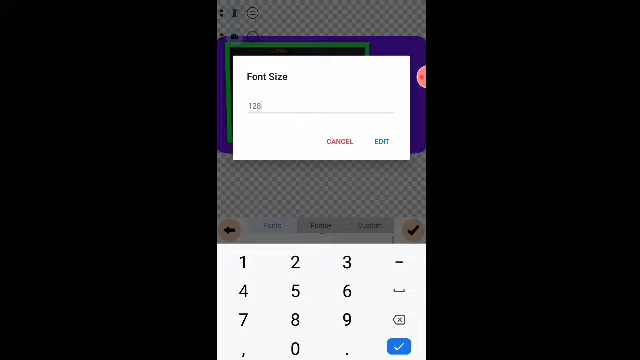 Font Size
128
CANCEL EDIT
Fonts Fonts+ Custom
1 2 3 -
4 5 6
7 8 9
, 0 .